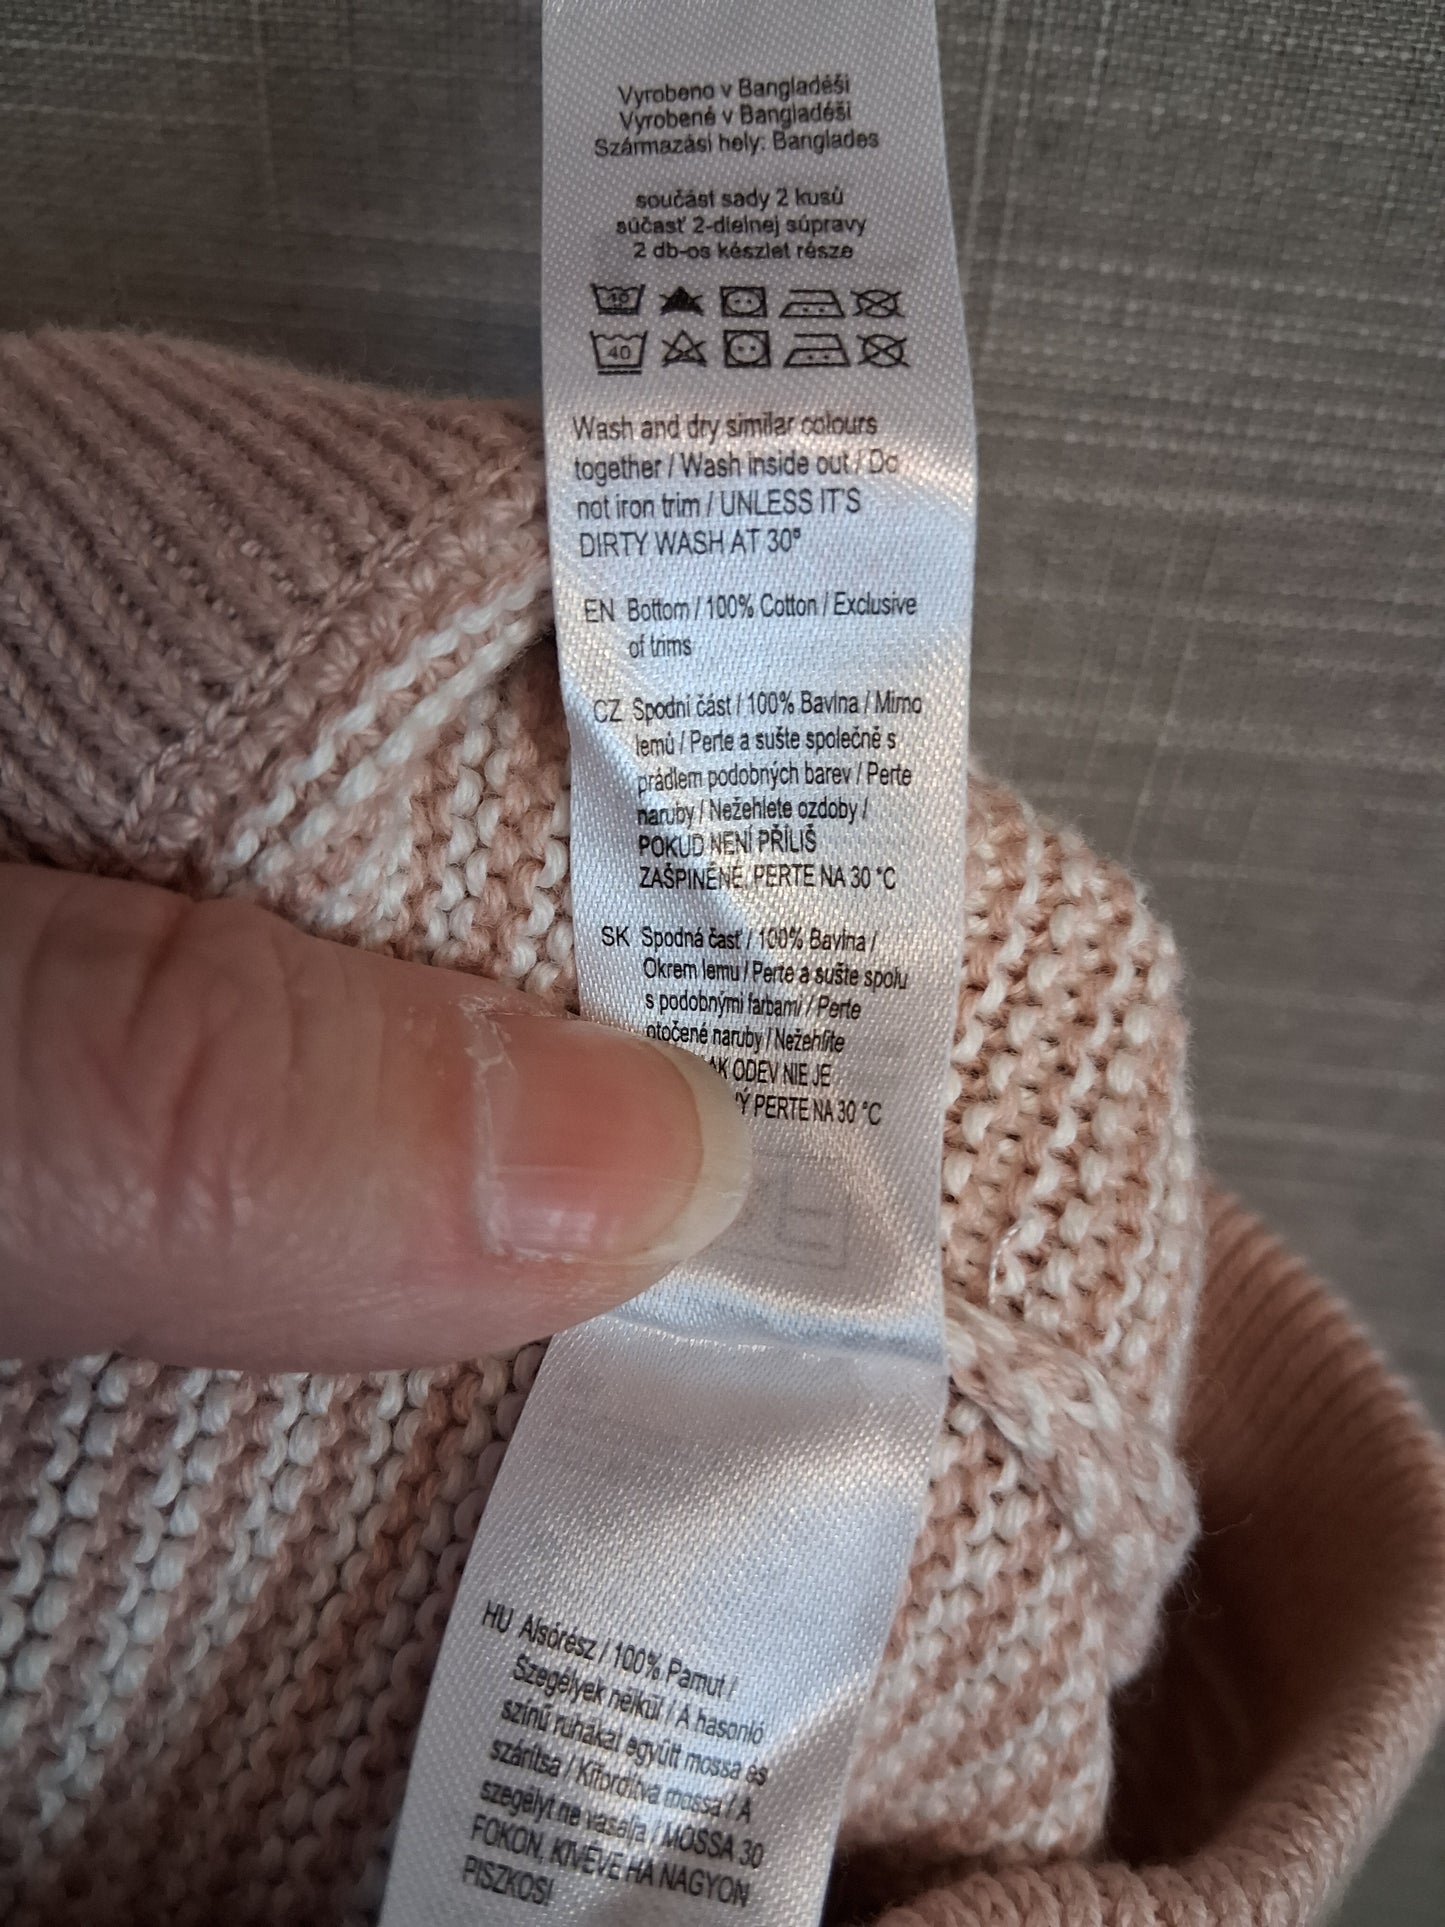 Vyrobeno v Bangladéši
Vyrobené v Bangladéši
Származási hely: Banglades
součást sady 2 kusů
súčasť 2-dielnej súpravy
2 db-os készlet része
40
40
Wash and dry similar colours
together / Wash inside out / Do
not iron trim / UNLESS IT'S
DIRTY WASH AT 30°
EN Bottom / 100% Cotton / Exclusive
of trims
CZ Spodní část / 100% Bavlna / Mimo
lemů / Perte a sušte společně s
prádlem podobných barev / Perte
naruby / Nežehlete ozdoby /
POKUD NENÍ PŘÍLIŠ
ZAŠPINĚNÉ, PERTE NA 30 °C
SK Spodná časť / 100% Bavlna /
Okrem lemu / Perte a sušte spolu
s podobnými farbami / Perte
otočené naruby / Nežehlite
AK ODEV NIE JE
PERTE NA 30 °C
HU Alsórész / 100% Pamut /
Szegélyek nélkül / A hasonló
színű ruhákat együtt mossa és
szárítsa / Kifordítva mossa / A
szegélyt ne vasalja / MOSSA 30
FOKON, KIVÉVE HA NAGYON
PISZKOS!